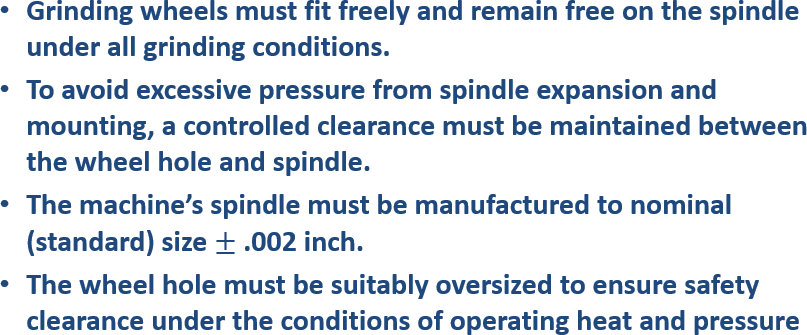 • Grinding wheels must fit freely and remain free on the spindle
under all grinding conditions.
• To avoid excessive pressure from spindle expansion and
mounting, a controlled clearance must be maintained between
the wheel hole and spindle.
• The machine’s spindle must be manufactured to nominal
(standard) size ± .002 inch.
• The wheel hole must be suitably oversized to ensure safety
clearance under the conditions of operating heat and pressure